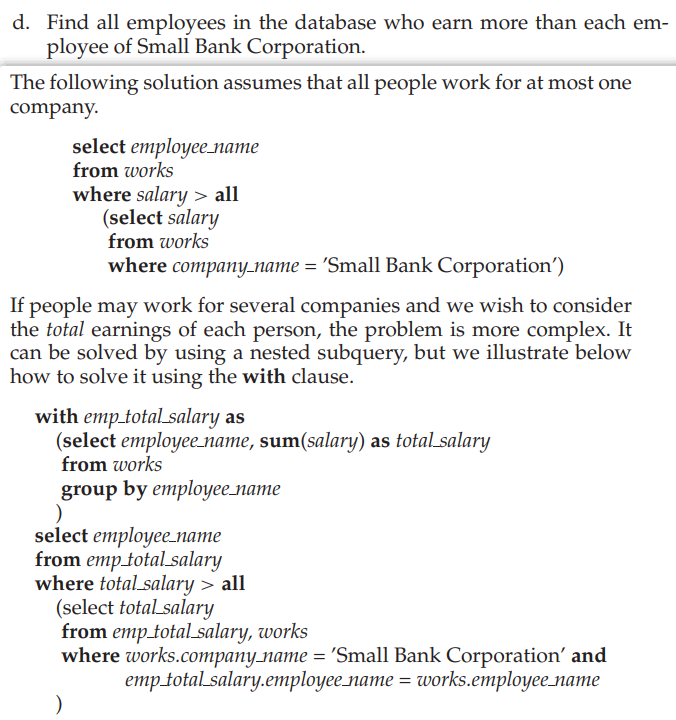 d. Find all employees in the database who earn more than each em-
ployee of Small Bank Corporation.
The following solution assumes that all people work for at most one
company.
select employee_name
from works
where salary > all
(select salary
from works
where company_name = ’Small Bank Corporation’)
If people may work for several companies and we wish to consider
the total earnings of each person, the problem is more complex. It
can be solved by using a nested subquery, but we illustrate below
how to solve it using the with clause.
with emp_total_salary as
(select employee_name, sum(salary) as total_salary
from works
group by employee_name
)
select employee_name
from emp_total_salary
where total_salary > all
(select total_salary
from emp_total_salary, works
where works.company_name = ’Small Bank Corporation’ and
emp_total_salary.employee_name = works.employee_name
)